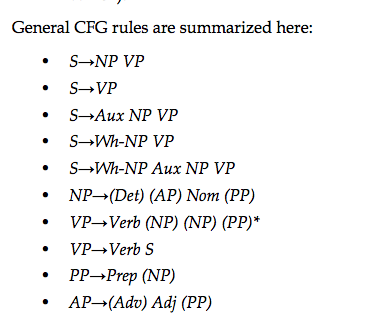 General CFG rules are summarized here:
• S→NP VP
• S→VP
• S→Aux NP VP
• S→Wh-NP VP
• S→Wh-NP Aux NP VP
• NP→(Det) (AP) Nom (PP)
• VP→Verb (NP) (NP) (PP)*
• VP→Verb S
• PP→Prep (NP)
• AP→(Adv) Adj (PP)